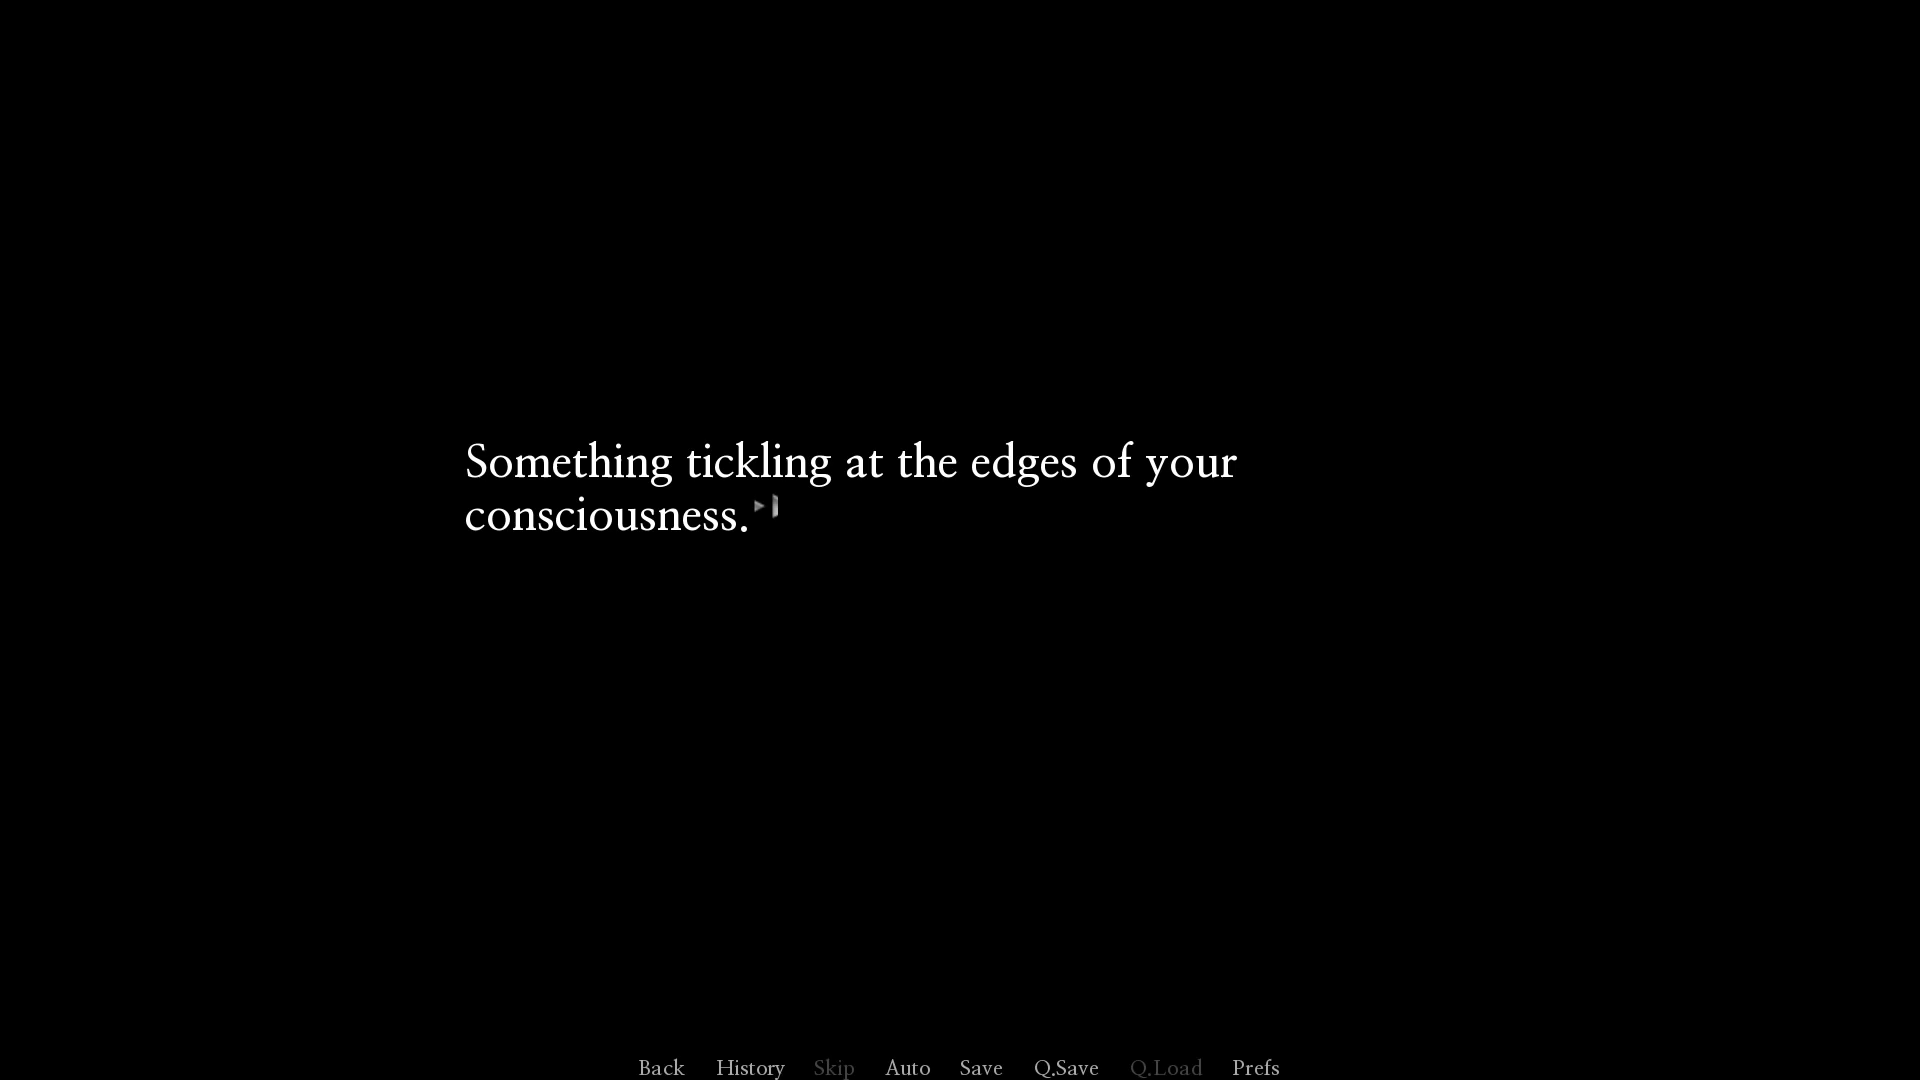 Something tickling at the edges of your
consciousness.
Back History Skip Auto Save Q.Save Q.Load Prefs